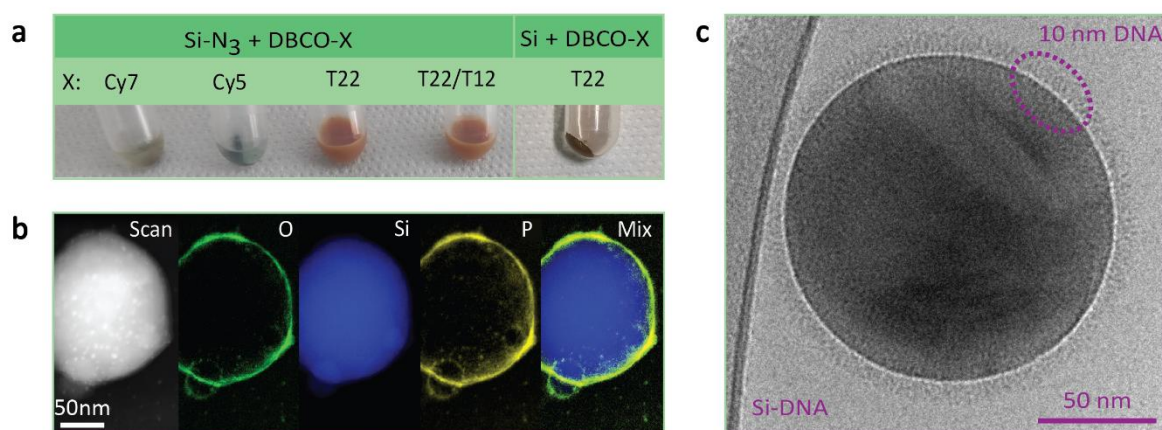 a
Si-N₃ + DBCO-X
Si + DBCO-X
X: Cy7 Cy5 T22 T22/T12 T22
b
Scan O Si P Mix
50nm
c
10 nm DNA
Si-DNA
50 nm